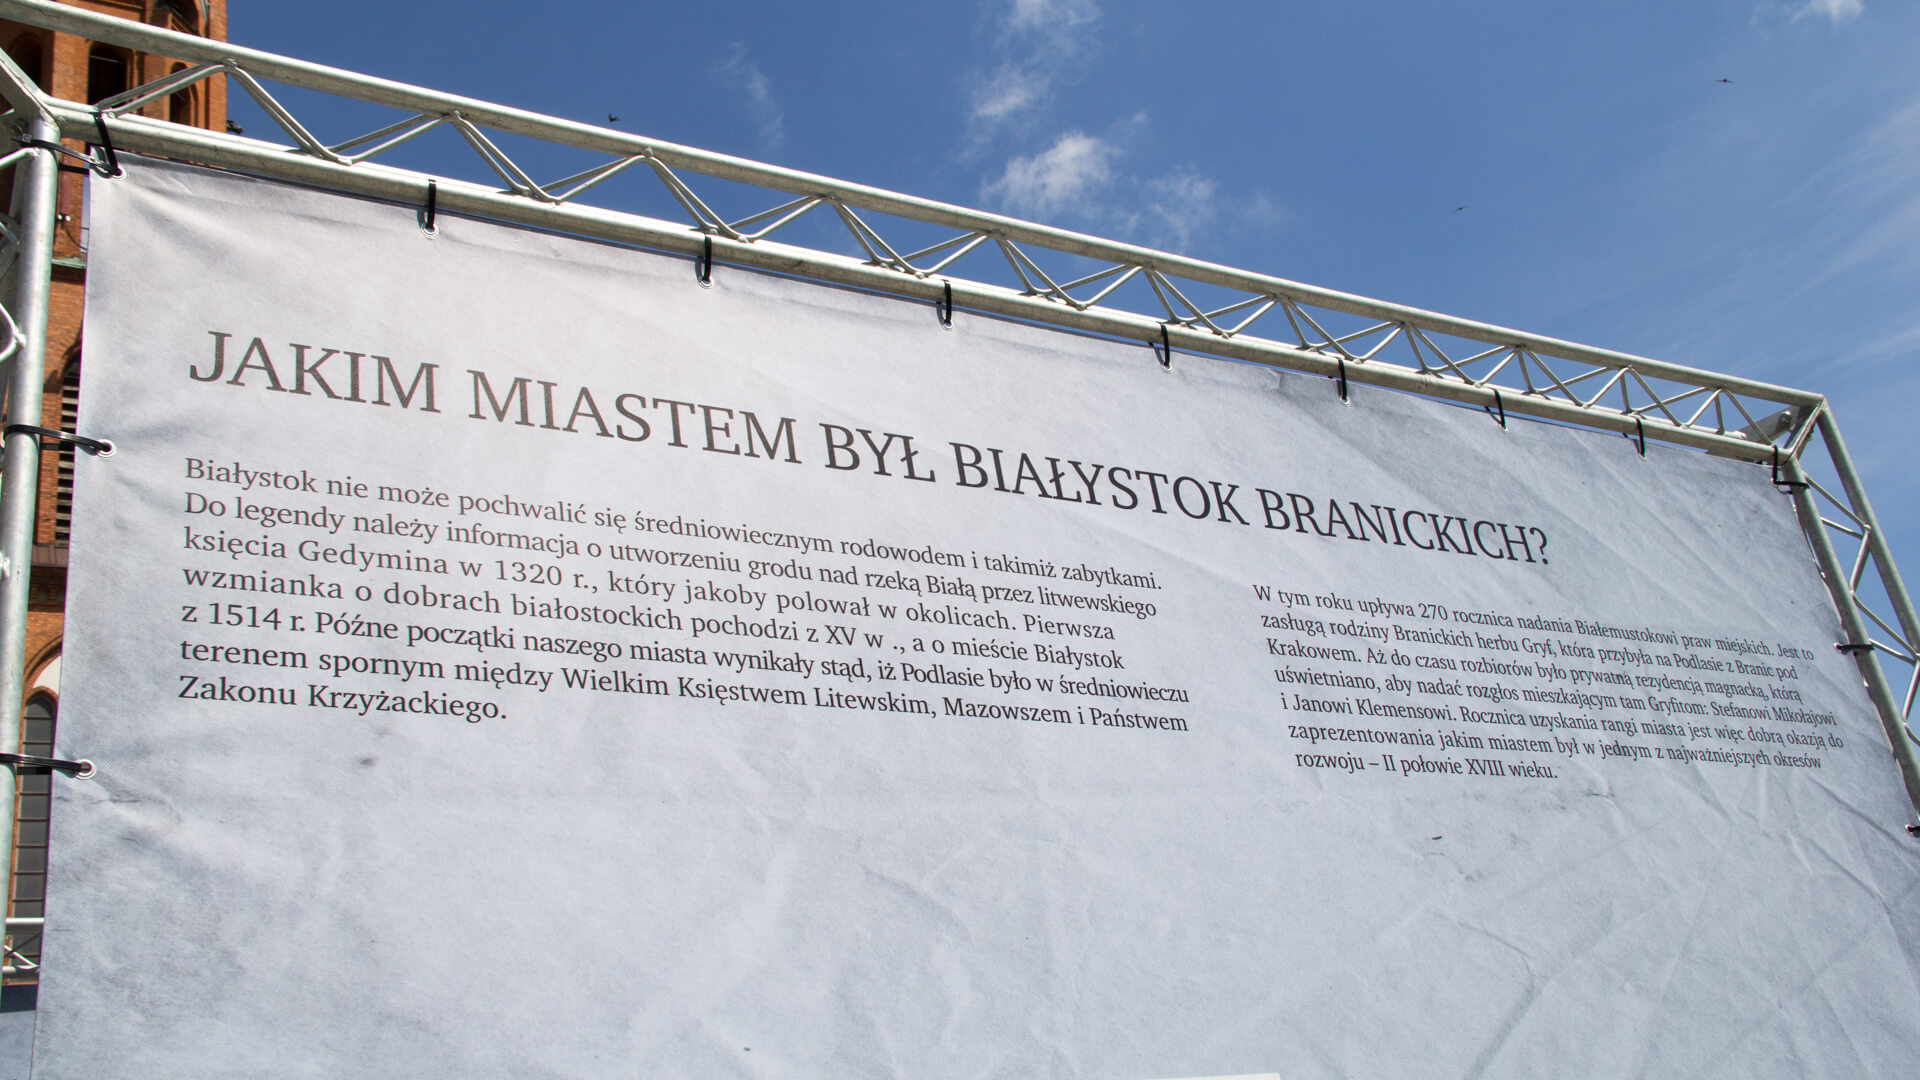 JAKIM MIASTEM BYŁ BIAŁYSTOK BRANICKICH?
Białystok nie może pochwalić się średniowiecznym rodowodem i takimiż zabytkami.
Do legendy należy informacja o utworzeniu grodu nad rzeką Białą przez litwewskiego
księcia Gedymina w 1320 r., który jakoby polował w okolicach. Pierwsza
wzmianka o dobrach białostockich pochodzi z XV w ., a o mieście Białystok
z 1514 r. Późne początki naszego miasta wynikały stąd, iż Podlasie było w średniowieczu
terenem spornym między Wielkim Księstwem Litewskim, Mazowszem i Państwem
Zakonu Krzyżackiego.
W tym roku upływa 270 rocznica nadania Białemustokowi praw miejskich. Jest to
zasługą rodziny Branickich herbu Gryf, która przybyła na Podlasie z Branic pod
Krakowem. Aż do czasu rozbiorów było prywatną rezydencją magnacką, którą
uświetniano, aby nadać rozgłos mieszkającym tam Gryfitom: Stefanowi Mikołajowi
i Janowi Klemensowi. Rocznica uzyskania rangi miasta jest więc dobrą okazją do
zaprezentowania jakim miastem był w jednym z najważniejszych okresów
rozwoju – II połowie XVIII wieku.